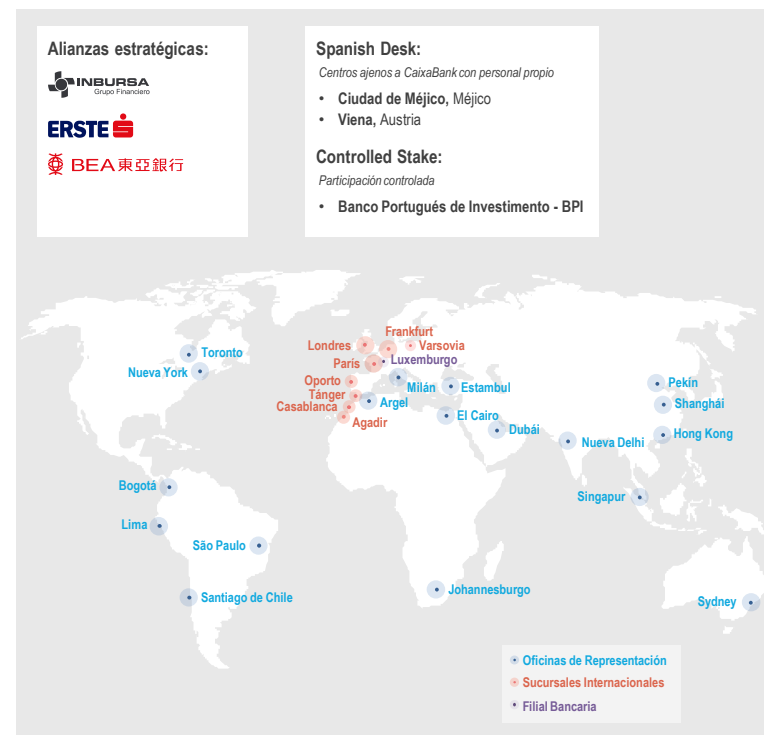 Alianzas estratégicas:
INBURSA
Grupo Financiero
ERSTE
BEA東亞銀行
Spanish Desk:
Centros ajenos a CaixaBank con personal propio
• Ciudad de Méjico, Méjico
• Viena, Austria
Controlled Stake:
Participación controlada
• Banco Portugués de Investimento - BPI
Frankfurt
Londres
Varsovia
Toronto
París
Luxemburgo
Nueva York
Oporto
Milán
Estambul
Pekín
Tánger
Argel
Casablanca
Shanghái
El Cairo
Agadir
Dubái
Nueva Delhi
Hong Kong
Bogotá
Singapur
Lima
São Paulo
Santiago de Chile
Johannesburgo
Sydney
Oficinas de Representación
Sucursales Internacionales
Filial Bancaria